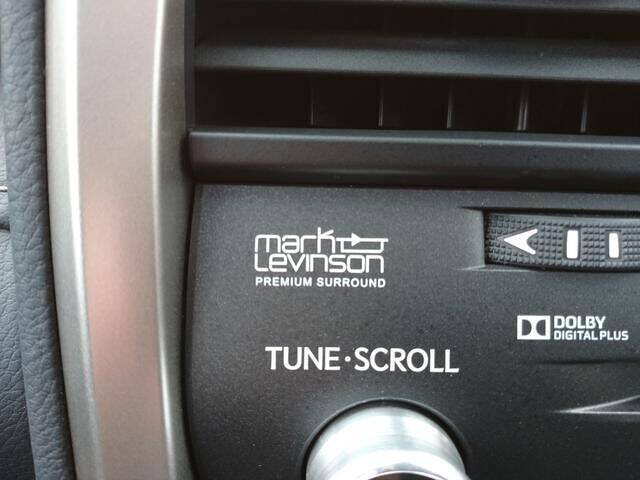 mark
Levinson
PREMIUM SURROUND
DOLBY
DIGITAL PLUS
TUNE·SCROLL